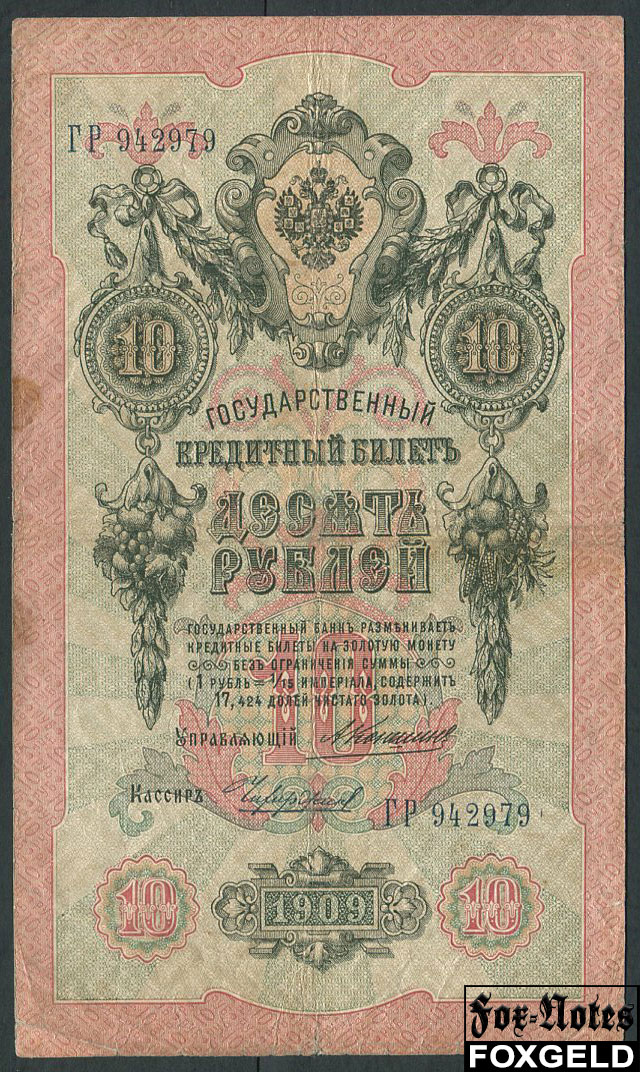 ГР 942979
10 10
ГОСУДАРСТВЕННЫЙ
КРЕДИТНЫЙ БИЛЕТЪ
ДЕСЯТЬ
РУБЛЕЙ
ГОСУДАРСТВЕННЫЙ БАНКЪ РАЗМѢНИВАЕТЪ
КРЕДИТНЫЕ БИЛЕТЫ НА ЗОЛОТУЮ МОНЕТУ
БЕЗЪ ОГРАНИЧЕНІЯ СУММЫ
(1 РУБЛЬ = 1/15 ИМПЕРІАЛА, СОДЕРЖИТЪ
17,424 ДОЛЕЙ ЧИСТАГО ЗОЛОТА).
10
УПРАВЛЯЮЩІЙ
КАССИРЪ
ГР 942979
10 1909 10
Fox-Notes
FOXGELD